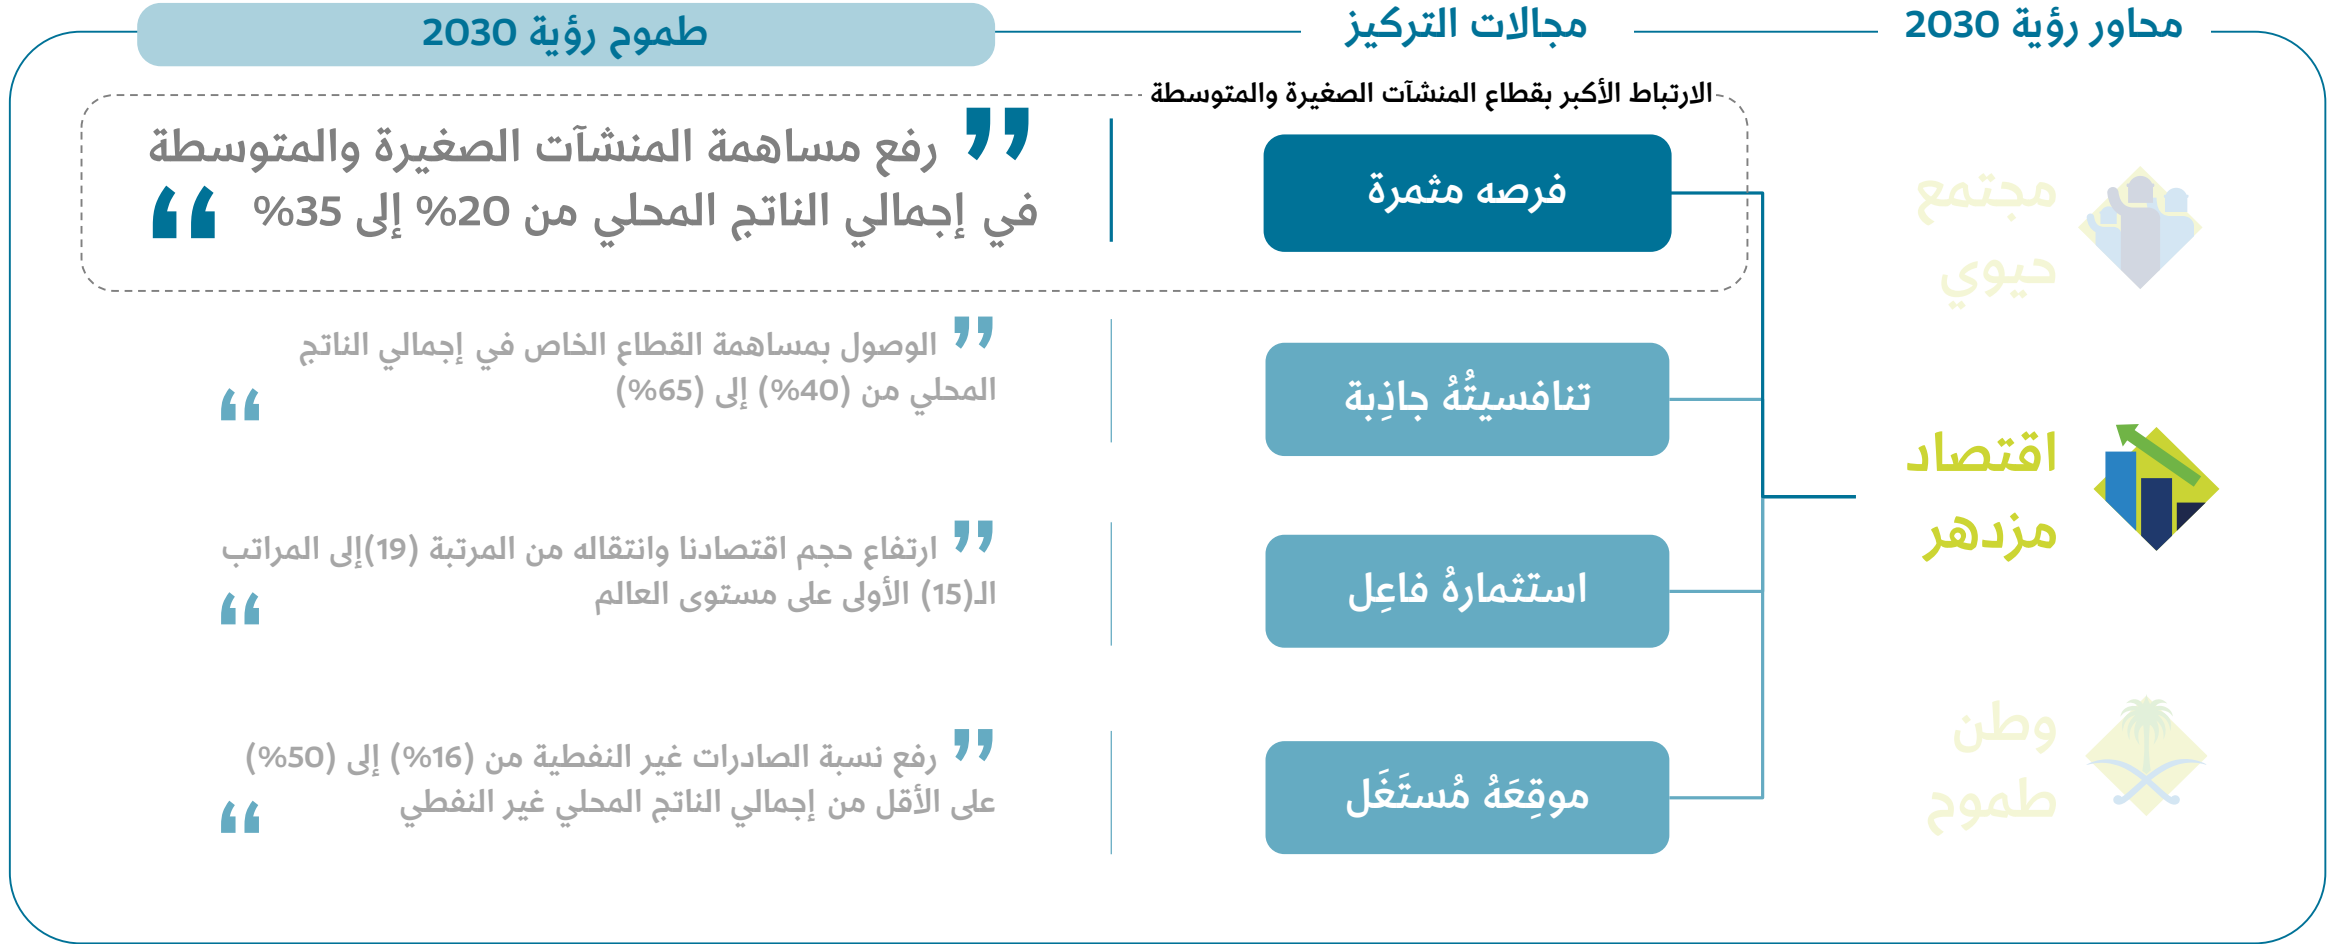 محاور رؤية 2030
مجالات التركيز
طموح رؤية 2030
الارتباط الأكبر بقطاع المنشآت الصغيرة والمتوسطة
مجتمع
حيوي
اقتصاد
مزدهر
وطن
طموح
فرصه مثمرة
رفع مساهمة المنشآت الصغيرة والمتوسطة
في إجمالي الناتج المحلي من 20% إلى 35%
تنافسيتُهُ جاذِبة
الوصول بمساهمة القطاع الخاص في إجمالي الناتج
المحلي من (40%) إلى (65%)
استثمارهُ فاعِل
ارتفاع حجم اقتصادنا وانتقاله من المرتبة (19)إلى المراتب
الـ(15) الأولى على مستوى العالم
موقِعَهُ مُستَغَل
رفع نسبة الصادرات غير النفطية من (16%) إلى (50%)
على الأقل من إجمالي الناتج المحلي غير النفطي